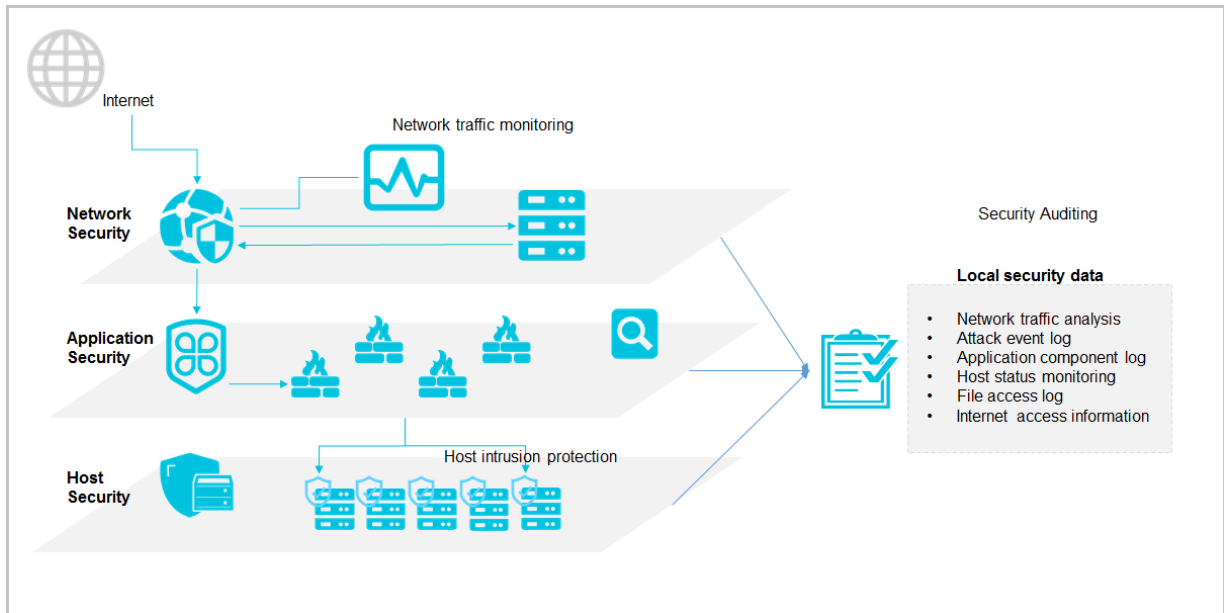 Internet
Network traffic monitoring
Network
Security
Security Auditing
Local security data
• Network traffic analysis
• Attack event log
• Application component log
• Host status monitoring
• File access log
• Internet access information
Application
Security
Host intrusion protection
Host
Security